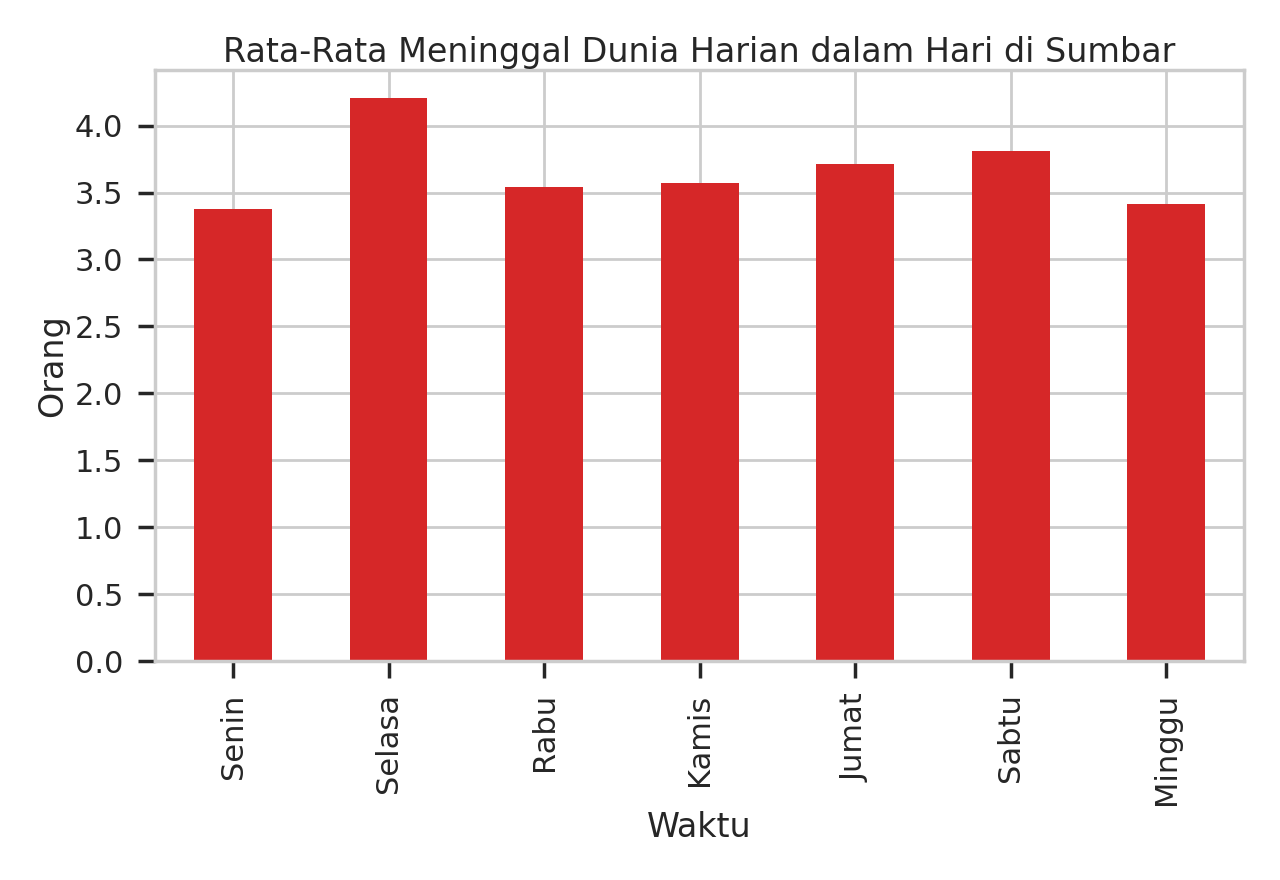 Rata-Rata Meninggal Dunia Harian dalam Hari di Sumbar
Orang
4.0
3.5
3.0
2.5
2.0
1.5
1.0
0.5
0.0
Senin
Selasa
Rabu
Kamis
Jumat
Sabtu
Minggu
Waktu